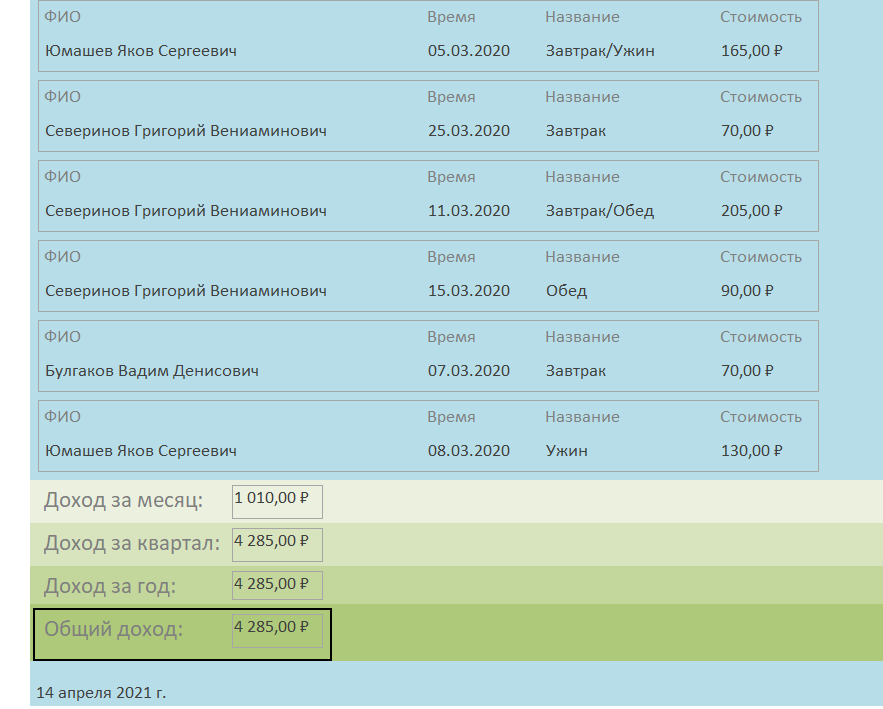 ФИО Время Название Стоимость
Юмашев Яков Сергеевич 05.03.2020 Завтрак/Ужин 165,00 ₽
ФИО Время Название Стоимость
Северинов Григорий Вениаминович 25.03.2020 Завтрак 70,00 ₽
ФИО Время Название Стоимость
Северинов Григорий Вениаминович 11.03.2020 Завтрак/Обед 205,00 ₽
ФИО Время Название Стоимость
Северинов Григорий Вениаминович 15.03.2020 Обед 90,00 ₽
ФИО Время Название Стоимость
Булгаков Вадим Денисович 07.03.2020 Завтрак 70,00 ₽
ФИО Время Название Стоимость
Юмашев Яков Сергеевич 08.03.2020 Ужин 130,00 ₽
Доход за месяц: 1 010,00 ₽
Доход за квартал: 4 285,00 ₽
Доход за год: 4 285,00 ₽
Общий доход: 4 285,00 ₽
14 апреля 2021 г.